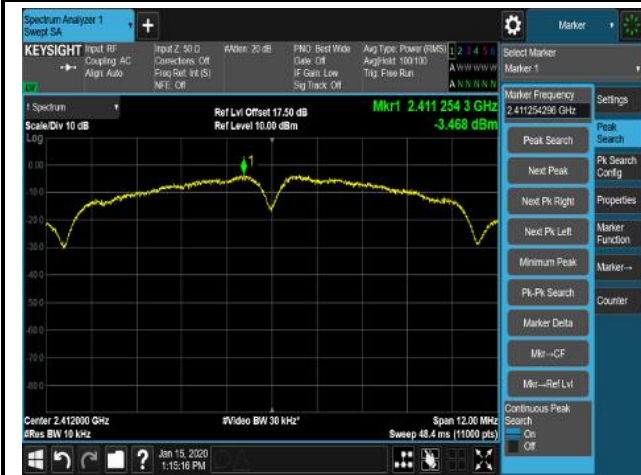 Spectrum Analyzer 1
Swept SA
+
Marker
KEYSIGHT
Input: RF
Coupling: AC
Align: Auto
Input Z: 50 Ω
Corrections: Off
Freq Ref: Int (S)
NFE: Off
#Atten: 20 dB
PNO: Best Wide
Gate: Off
IF Gain: Low
Sig Track: Off
Avg Type: Power (RMS)
Avg|Hold: 100/100
Trig: Free Run
1 2 3 4 5 6
A W W W W W
A N N N N N
Select Marker
Marker 1
1 Spectrum
Scale/Div 10 dB
Log
Ref Lvl Offset 17.50 dB
Ref Level 10.00 dBm
Mkr1 2.411 254 3 GHz
-3.468 dBm
1
0.00
-10.0
-20.0
-30.0
-40.0
-50.0
-60.0
-70.0
-80.0
Center 2.412000 GHz
#Res BW 10 kHz
#Video BW 30 kHz*
Span 12.00 MHz
Sweep 48.4 ms (11000 pts)
Marker Frequency
2.411254296 GHz
Peak Search
Next Peak
Next Pk Right
Next Pk Left
Minimum Peak
Pk-Pk Search
Marker Delta
Mkr→CF
Mkr→Ref Lvl
Continuous Peak
Search
On
Off
Settings
Peak
Search
Pk Search
Config
Properties
Marker
Function
Marker→
Counter
?
Jan 15, 2020
1:15:16 PM